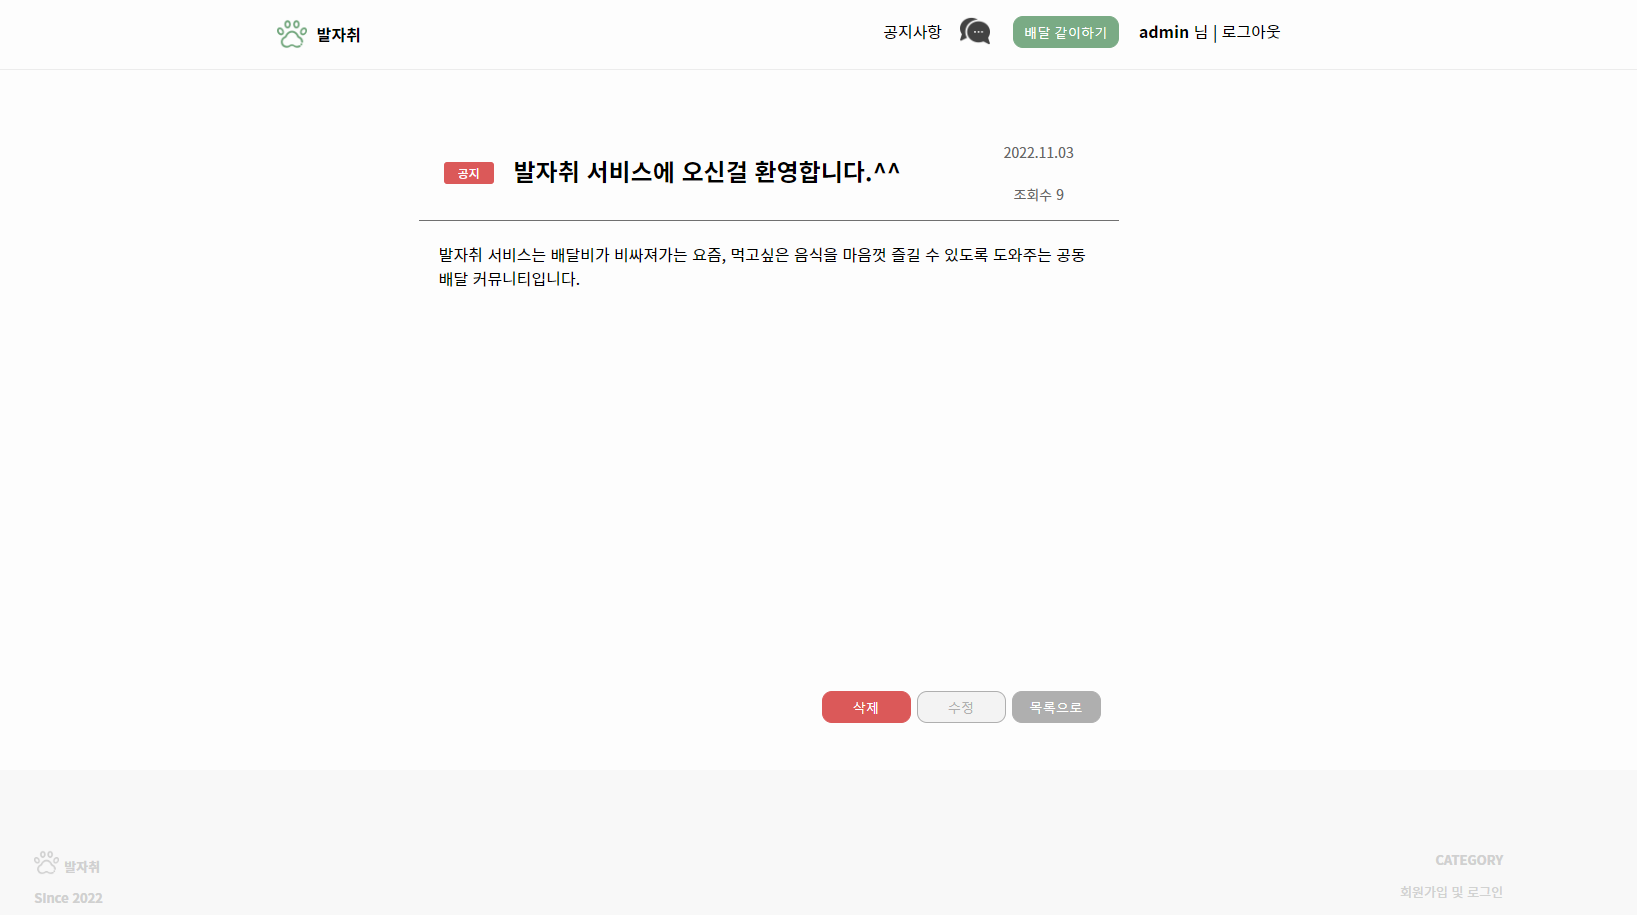 발자취
공지사항
배달 같이하기
admin 님 | 로그아웃
공지
발자취 서비스에 오신걸 환영합니다.^^
2022.11.03
조회수 9
발자취 서비스는 배달비가 비싸져가는 요즘, 먹고싶은 음식을 마음껏 즐길 수 있도록 도와주는 공동
배달 커뮤니티입니다.
삭제
수정
목록으로
발자취
Since 2022
CATEGORY
회원가입 및 로그인